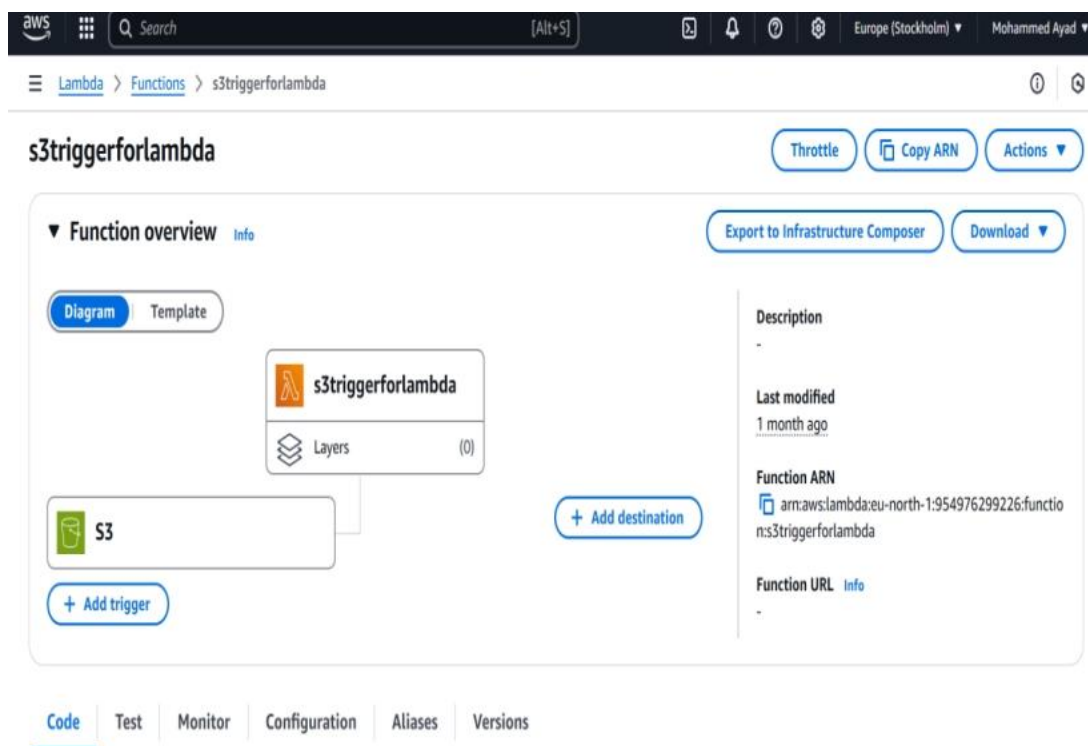 aws Search [Alt+S] Europe (Stockholm) Mohammed Ayad
Lambda > Functions > s3triggerforlambda
s3triggerforlambda
Throttle Copy ARN Actions
Function overview Info Export to Infrastructure Composer Download
Diagram Template
s3triggerforlambda
Layers (0)
S3
+ Add trigger
+ Add destination
Description
-
Last modified
1 month ago
Function ARN
arn:aws:lambda:eu-north-1:954976299226:functio
n:s3triggerforlambda
Function URL Info
-
Code Test Monitor Configuration Aliases Versions